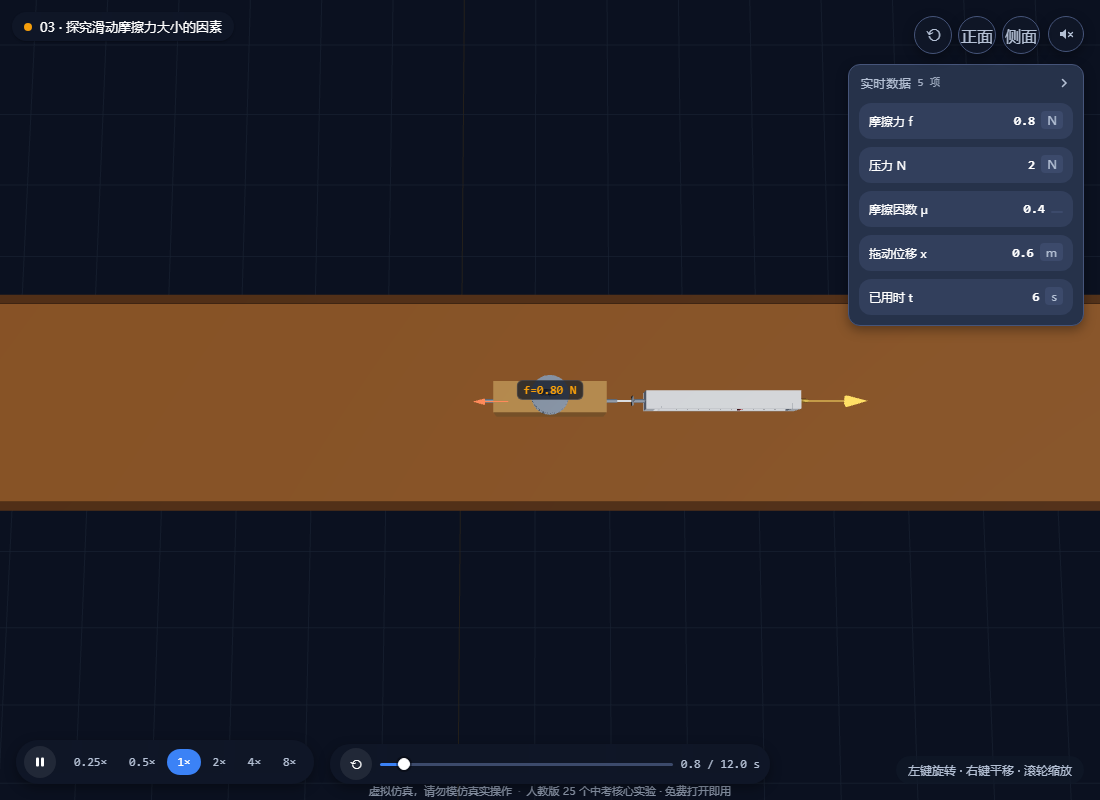 03 · 探究滑动摩擦力大小的因素
正面
侧面
实时数据 5 项
摩擦力 f 0.8 N
压力 N 2 N
摩擦因数 μ 0.4 —
拖动位移 x 0.6 m
已用时 t 6 s
f=0.80 N
0.25× 0.5× 1× 2× 4× 8×
0.8 / 12.0 s
左键旋转 · 右键平移 · 滚轮缩放
虚拟仿真，请勿模仿真实操作 · 人教版 25 个中考核心实验 · 免费打开即用